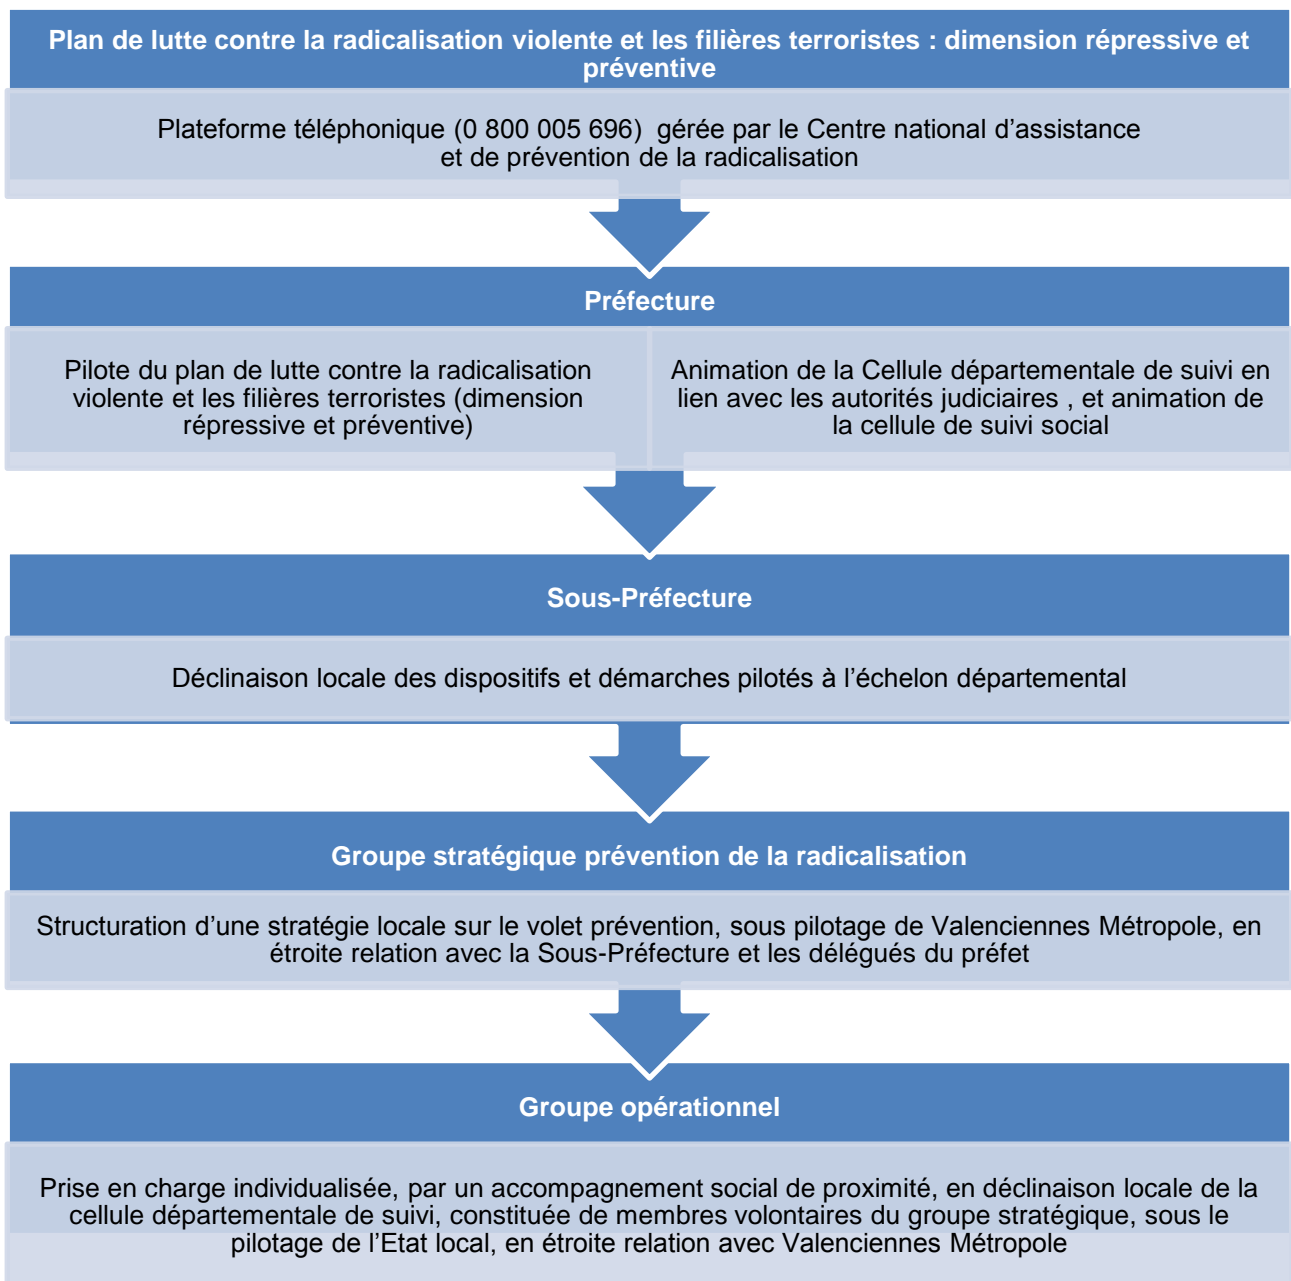 Plan de lutte contre la radicalisation violente et les filières terroristes : dimension répressive et
préventive
Plateforme téléphonique (0 800 005 696) gérée par le Centre national d’assistance
et de prévention de la radicalisation
Préfecture
Pilote du plan de lutte contre la radicalisation
violente et les filières terroristes (dimension
répressive et préventive)
Animation de la Cellule départementale de suivi en
lien avec les autorités judiciaires , et animation de
la cellule de suivi social
Sous-Préfecture
Déclinaison locale des dispositifs et démarches pilotés à l’échelon départemental
Groupe stratégique prévention de la radicalisation
Structuration d’une stratégie locale sur le volet prévention, sous pilotage de Valenciennes Métropole, en
étroite relation avec la Sous-Préfecture et les délégués du préfet
Groupe opérationnel
Prise en charge individualisée, par un accompagnement social de proximité, en déclinaison locale de la
cellule départementale de suivi, constituée de membres volontaires du groupe stratégique, sous le
pilotage de l’Etat local, en étroite relation avec Valenciennes Métropole